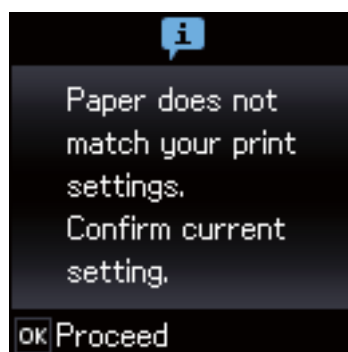 i
Paper does not
match your print
settings.
Confirm current
setting.
OK Proceed